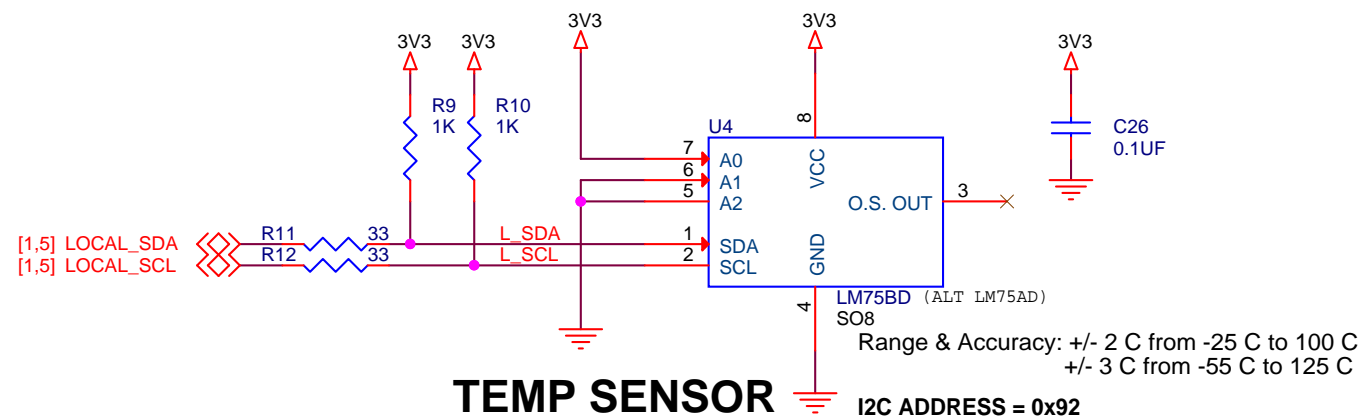 3V3
3V3
3V3
3V3
3V3
R9
1K
R10
1K
U4
8
C26
0.1UF
7
A0
6
A1
5
A2
VCC
O.S. OUT
3
[1,5] LOCAL_SDA
R11
33
L_SDA
1
SDA
[1,5] LOCAL_SCL
R12
33
L_SCL
2
SCL
GND
4
LM75BD (ALT LM75AD)
SO8
Range & Accuracy: +/- 2 C from -25 C to 100 C
+/- 3 C from -55 C to 125 C
TEMP SENSOR
I2C ADDRESS = 0x92